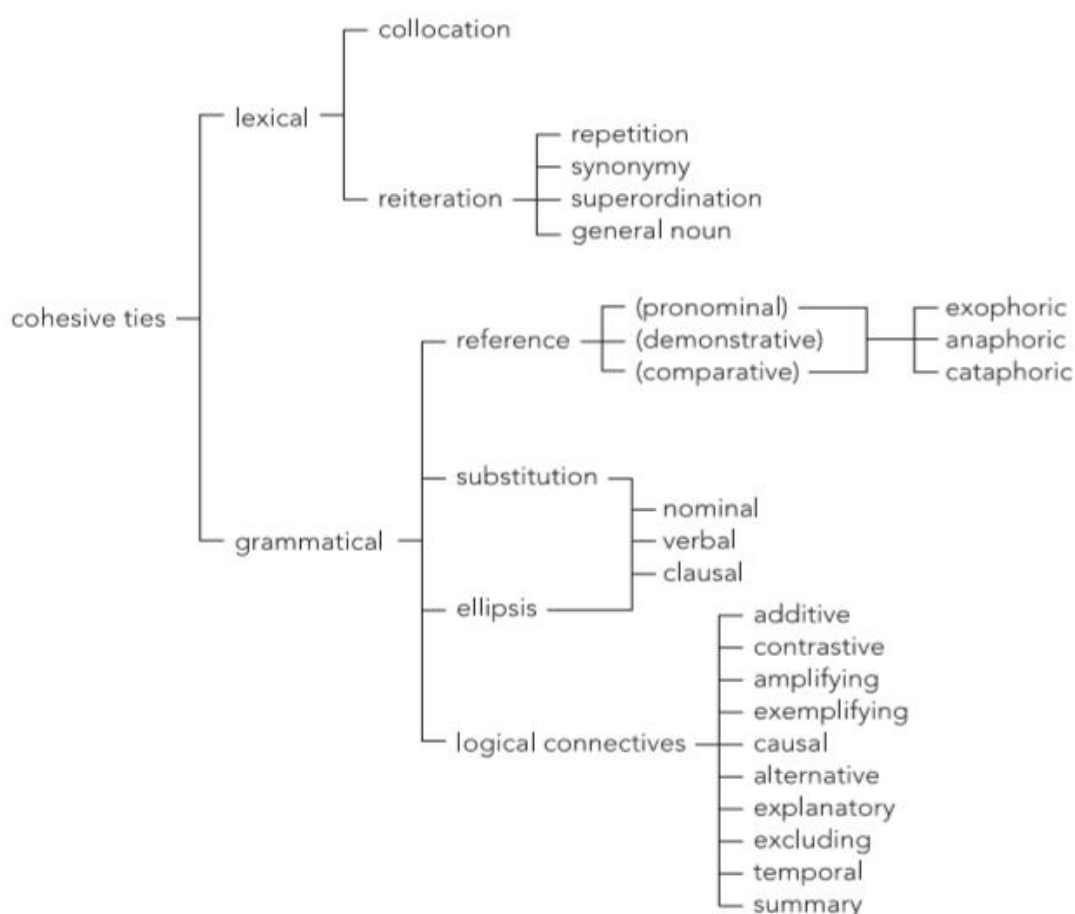 collocation
lexical
repetition
synonymy
reiteration
superordination
general noun
cohesive ties
(pronominal)
exophoric
reference
(demonstrative)
anaphoric
(comparative)
cataphoric
substitution
nominal
grammatical
verbal
clausal
ellipsis
additive
contrastive
amplifying
exemplifying
logical connectives
causal
alternative
explanatory
excluding
temporal
summary